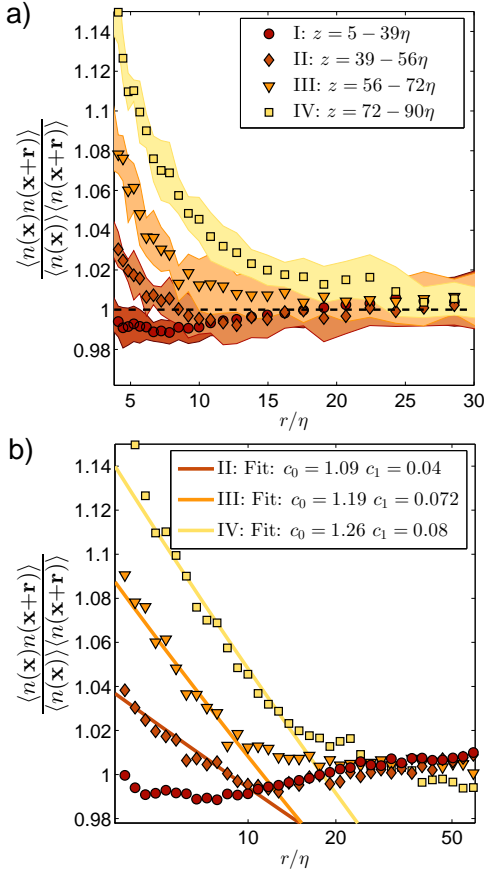 a)
1.14
1.12
1.1
1.08
1.06
1.04
1.02
1
0.98
⟨n(x)n(x+r)⟩
⟨n(x)⟩⟨n(x+r)⟩
I: z = 5 − 39η
II: z = 39 − 56η
III: z = 56 − 72η
IV: z = 72 − 90η
5 10 15 20 25 30
r/η
b)
1.14
1.12
1.1
1.08
1.06
1.04
1.02
1
0.98
⟨n(x)n(x+r)⟩
⟨n(x)⟩⟨n(x+r)⟩
II: Fit: c₀ = 1.09 c₁ = 0.04
III: Fit: c₀ = 1.19 c₁ = 0.072
IV: Fit: c₀ = 1.26 c₁ = 0.08
10 20 60
r/η